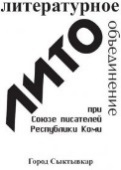 литературное
объединение
ЛИТО
при
Союзе писателей
Республики Коми
Город Сыктывкар